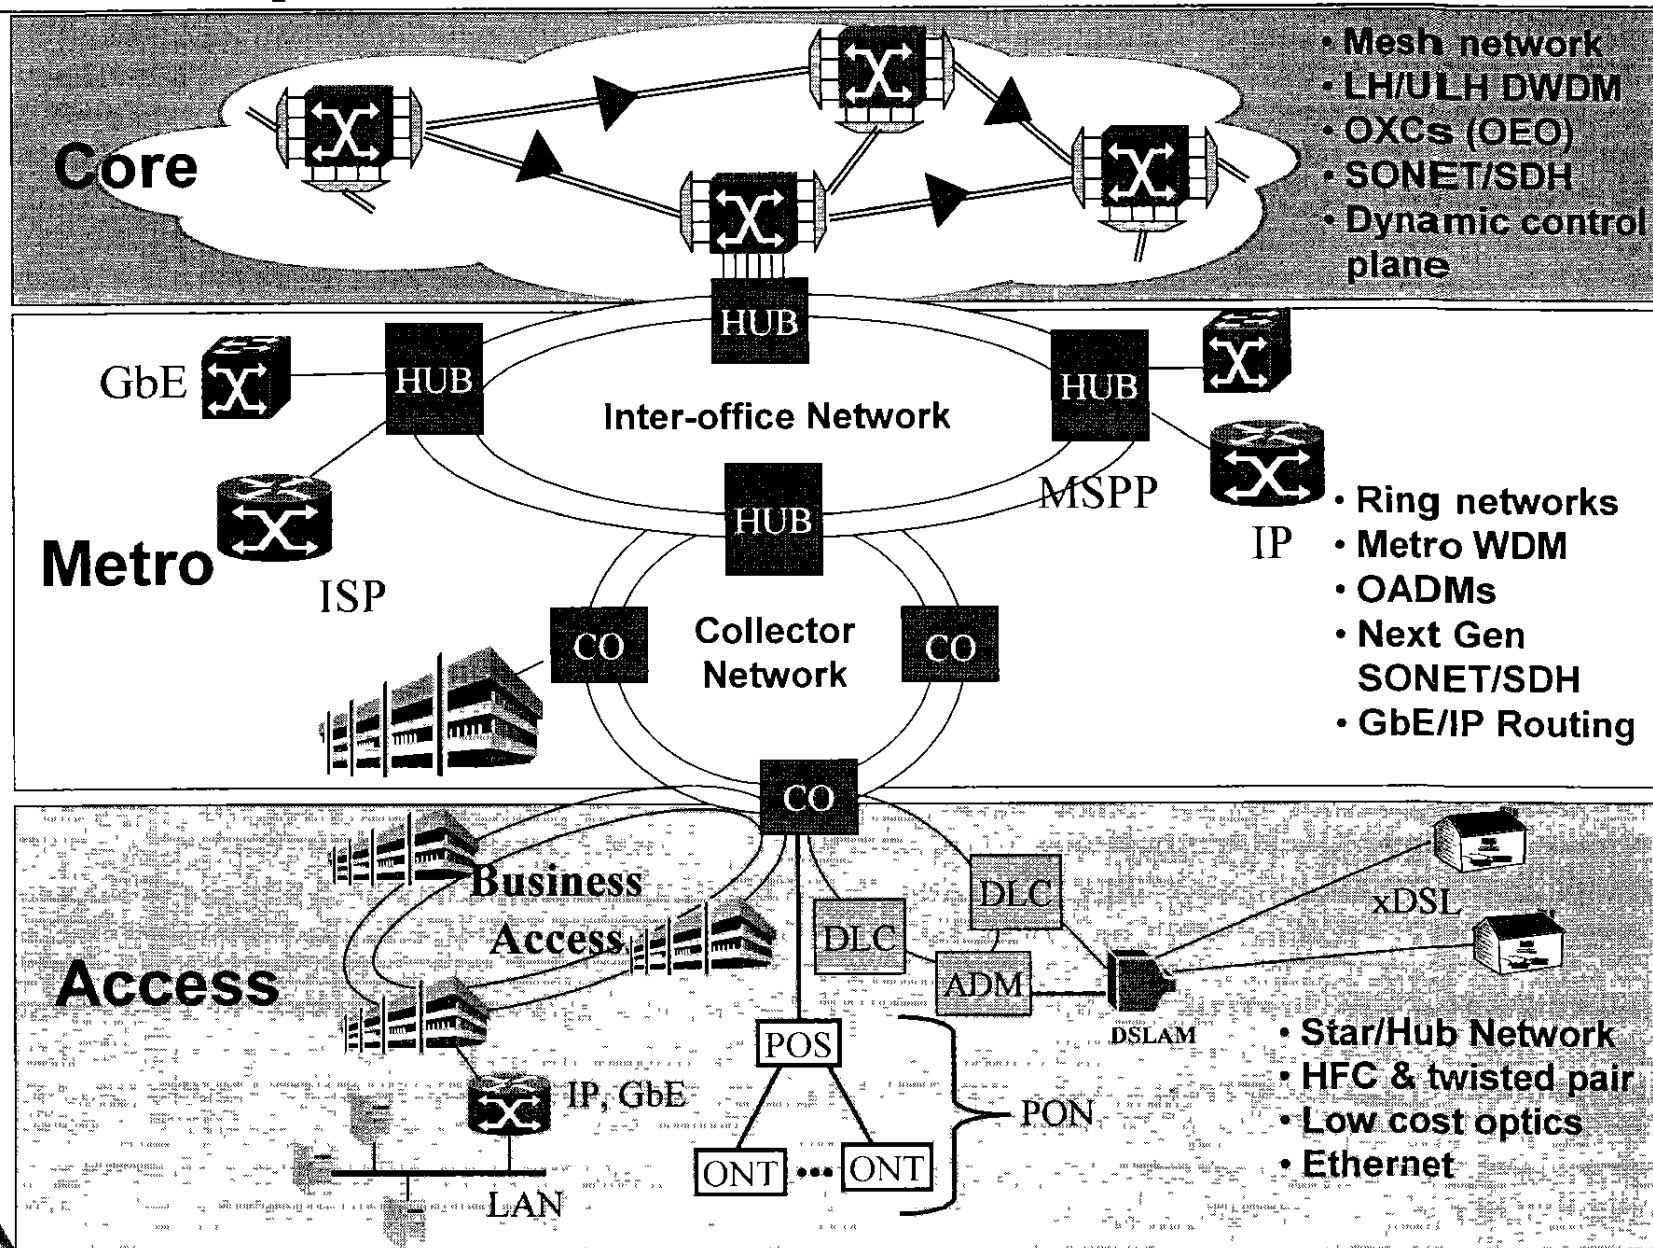 Core
• Mesh network
• LH/ULH DWDM
• OXCs (OEO)
• SONET/SDH
• Dynamic control
plane
HUB
GbE
HUB
HUB
Inter-office Network
HUB
MSPP
IP
ISP
Metro
• Ring networks
• Metro WDM
• OADMs
• Next Gen
SONET/SDH
• GbE/IP Routing
CO
Collector
Network
CO
CO
Business
Access
DLC
DLC
ADM
xDSL
DSLAM
Access
POS
IP, GbE
PON
ONT ••• ONT
LAN
• Star/Hub Network
• HFC & twisted pair
• Low cost optics
• Ethernet